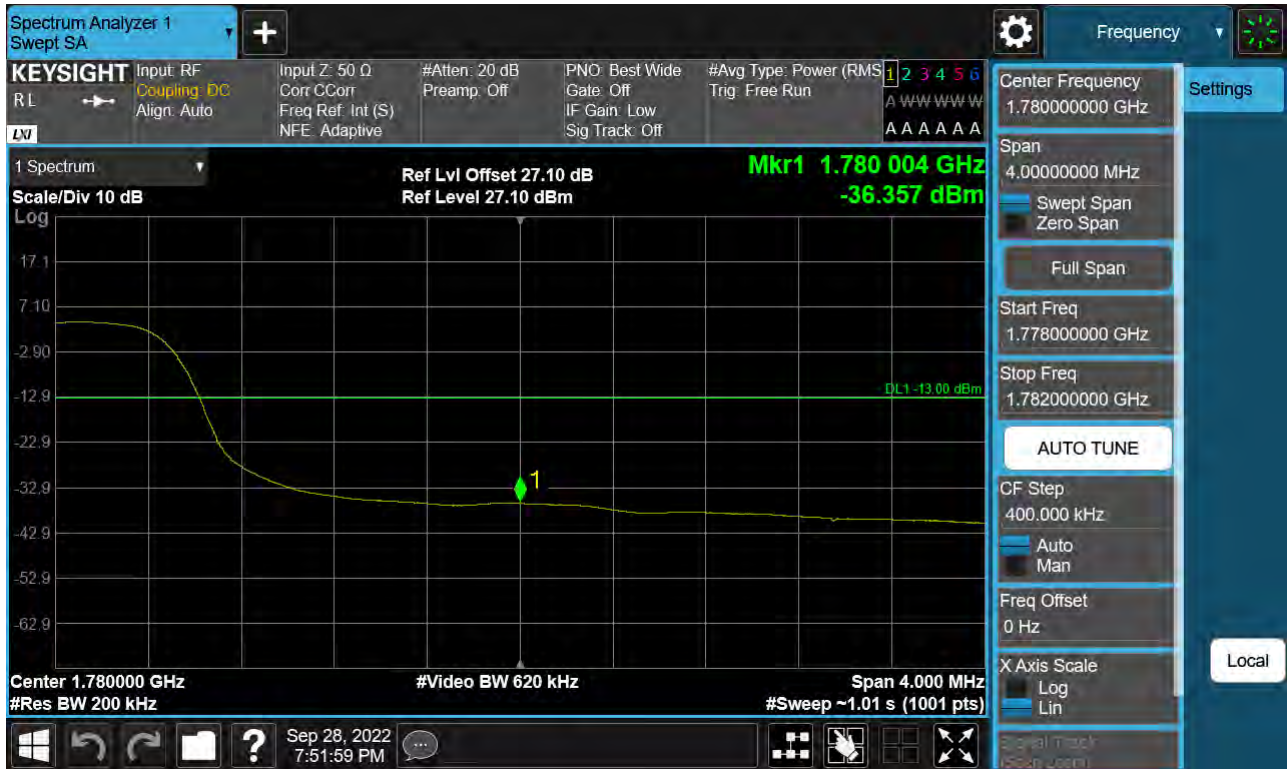 Spectrum Analyzer 1
Swept SA
Frequency
KEYSIGHT
R L
LXI
Input: RF
Coupling: DC
Align: Auto
Input Z: 50 Ω
Corr CCorr
Freq Ref: Int (S)
NFE: Adaptive
#Atten: 20 dB
Preamp: Off
PNO: Best Wide
Gate: Off
IF Gain: Low
Sig Track: Off
#Avg Type: Power (RMS
Trig: Free Run
1 2 3 4 5 6
A W W W W W
A A A A A A
1 Spectrum
Scale/Div 10 dB
Log
Ref Lvl Offset 27.10 dB
Ref Level 27.10 dBm
Mkr1 1.780 004 GHz
-36.357 dBm
17.1
7.10
-2.90
-12.9
-22.9
-32.9
-42.9
-52.9
-62.9
DL1 -13.00 dBm
1
Center 1.780000 GHz
#Res BW 200 kHz
#Video BW 620 kHz
Span 4.000 MHz
#Sweep ~1.01 s (1001 pts)
Center Frequency
1.780000000 GHz
Span
4.00000000 MHz
Swept Span
Zero Span
Full Span
Start Freq
1.778000000 GHz
Stop Freq
1.782000000 GHz
AUTO TUNE
CF Step
400.000 kHz
Auto
Man
Freq Offset
0 Hz
X Axis Scale
Log
Lin
Signal Track
(Span Zoom)
Settings
Local
?
Sep 28, 2022
7:51:59 PM